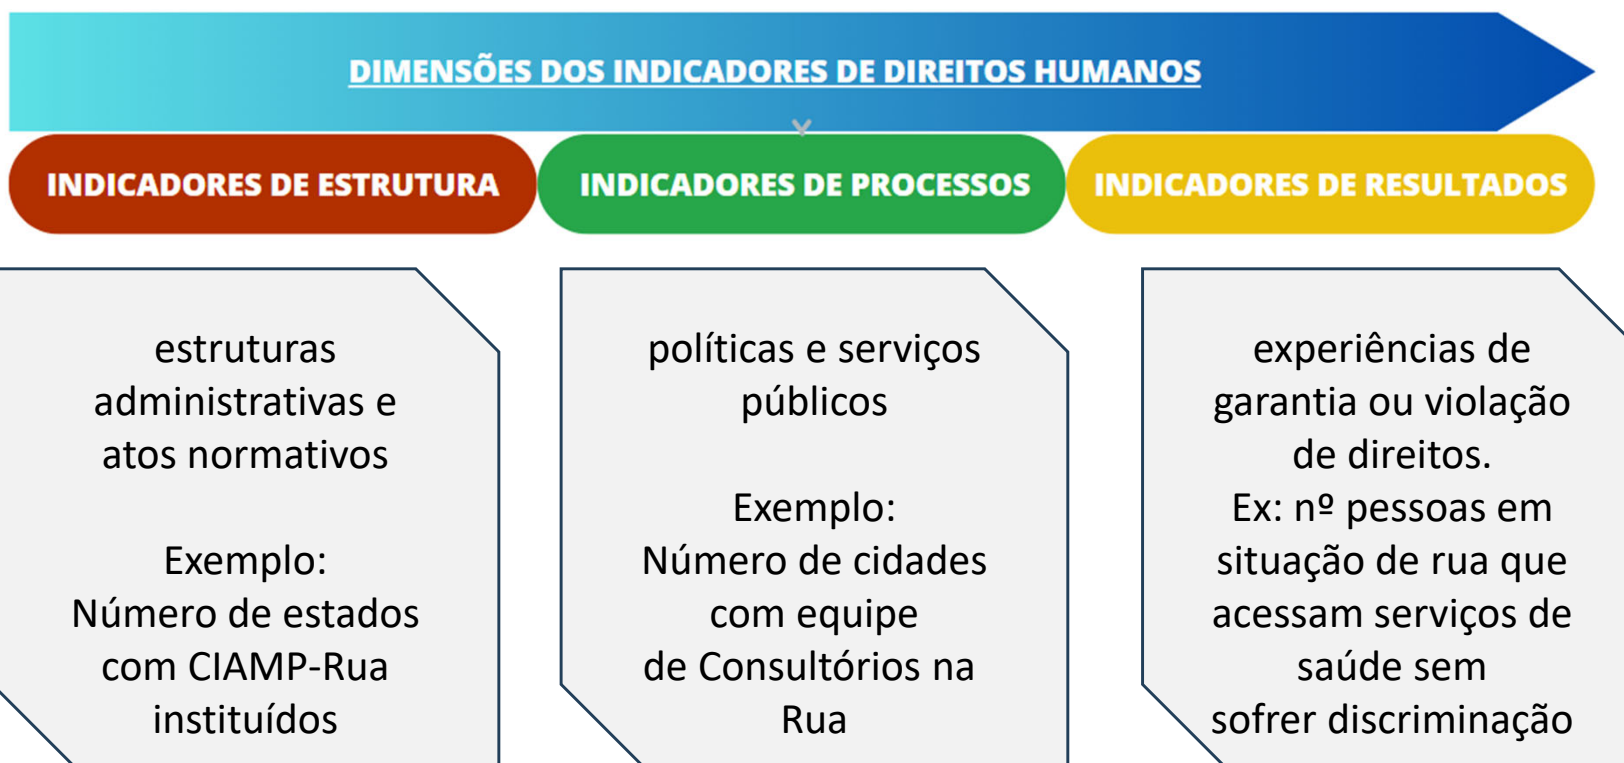 DIMENSÕES DOS INDICADORES DE DIREITOS HUMANOS
INDICADORES DE ESTRUTURA
INDICADORES DE PROCESSOS
INDICADORES DE RESULTADOS
estruturas
administrativas e
atos normativos
Exemplo:
Número de estados
com CIAMP-Rua
instituídos
políticas e serviços
públicos
Exemplo:
Número de cidades
com equipe
de Consultórios na
Rua
experiências de
garantia ou violação
de direitos.
Ex: nº pessoas em
situação de rua que
acessam serviços de
saúde sem
sofrer discriminação